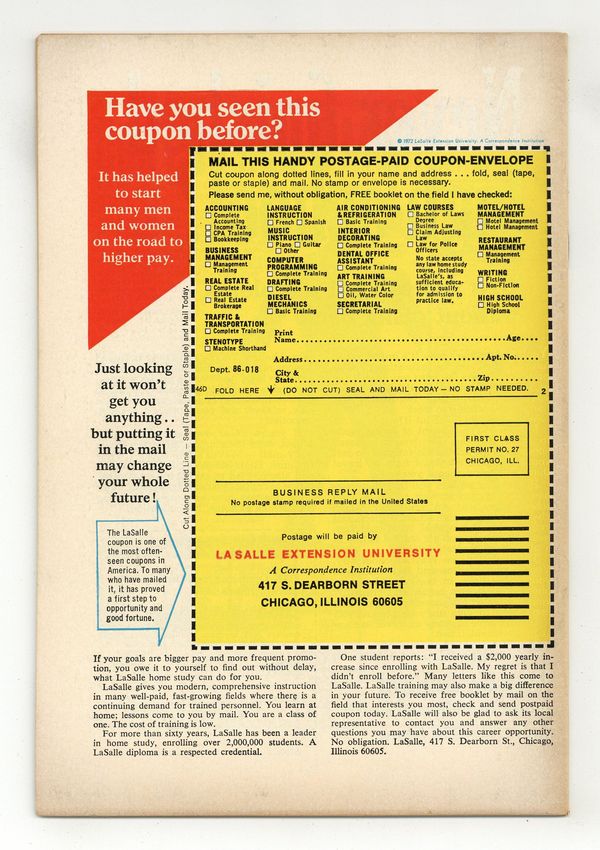 Have you seen this
coupon before?
© 1972 LaSalle Extension University, A Correspondence Institution
It has helped
to start
many men
and women
on the road to
higher pay.
Just looking
at it won't
get you
anything . .
but putting it
in the mail
may change
your whole
future!
The LaSalle
coupon is one of
the most often-
seen coupons in
America. To many
who have mailed
it, it has proved
a first step to
opportunity and
good fortune.
Cut Along Dotted Line — Seal (Tape, Paste or Staple) and Mail Today.
MAIL THIS HANDY POSTAGE-PAID COUPON-ENVELOPE
Cut coupon along dotted lines, fill in your name and address . . . fold, seal (tape,
paste or staple) and mail. No stamp or envelope is necessary.
Please send me, without obligation, FREE booklet on the field I have checked:
ACCOUNTING
☐ Complete
Accounting
☐ Income Tax
☐ CPA Training
☐ Bookkeeping
BUSINESS
MANAGEMENT
☐ Management
Training
REAL ESTATE
☐ Complete Real
Estate
☐ Real Estate
Brokerage
TRAFFIC &
TRANSPORTATION
☐ Complete Training
STENOTYPE
☐ Machine Shorthand
LANGUAGE
INSTRUCTION
☐ French ☐ Spanish
MUSIC
INSTRUCTION
☐ Piano ☐ Guitar
☐ Other
COMPUTER
PROGRAMMING
☐ Complete Training
DRAFTING
☐ Complete Training
DIESEL
MECHANICS
☐ Basic Training
AIR CONDITIONING
& REFRIGERATION
☐ Basic Training
INTERIOR
DECORATING
☐ Complete Training
DENTAL OFFICE
ASSISTANT
☐ Complete Training
ART TRAINING
☐ Complete Training
☐ Commercial Art
☐ Oil, Water Color
SECRETARIAL
☐ Complete Training
LAW COURSES
☐ Bachelor of Laws
Degree
☐ Business Law
☐ Claim Adjusting
Law
☐ Law for Police
Officers
No state accepts
any law home study
course, including
LaSalle's, as
sufficient educa-
tion to qualify
for admission to
practice law.
MOTEL/HOTEL
MANAGEMENT
☐ Motel Management
☐ Hotel Management
RESTAURANT
MANAGEMENT
☐ Management
Training
WRITING
☐ Fiction
☐ Non-Fiction
HIGH SCHOOL
☐ High School
Diploma
Print
Name Age
Address Apt. No.
Dept. 86-018
City &
State Zip
46D FOLD HERE ↓ (DO NOT CUT) SEAL AND MAIL TODAY — NO STAMP NEEDED. 2
FIRST CLASS
PERMIT NO. 27
CHICAGO, ILL.
BUSINESS REPLY MAIL
No postage stamp required if mailed in the United States
Postage will be paid by
LA SALLE EXTENSION UNIVERSITY
A Correspondence Institution
417 S. DEARBORN STREET
CHICAGO, ILLINOIS 60605
If your goals are bigger pay and more frequent promo-
tion, you owe it to yourself to find out without delay,
what LaSalle home study can do for you.
LaSalle gives you modern, comprehensive instruction
in many well-paid, fast-growing fields where there is a
continuing demand for trained personnel. You learn at
home; lessons come to you by mail. You are a class of
one. The cost of training is low.
For more than sixty years, LaSalle has been a leader
in home study, enrolling over 2,000,000 students. A
LaSalle diploma is a respected credential.
One student reports: "I received a $2,000 yearly in-
crease since enrolling with LaSalle. My regret is that I
didn't enroll before." Many letters like this come to
LaSalle. LaSalle training may also make a big difference
in your future. To receive free booklet by mail on the
field that interests you most, check and send postpaid
coupon today. LaSalle will also be glad to ask its local
representative to contact you and answer any other
questions you may have about this career opportunity.
No obligation. LaSalle, 417 S. Dearborn St., Chicago,
Illinois 60605.